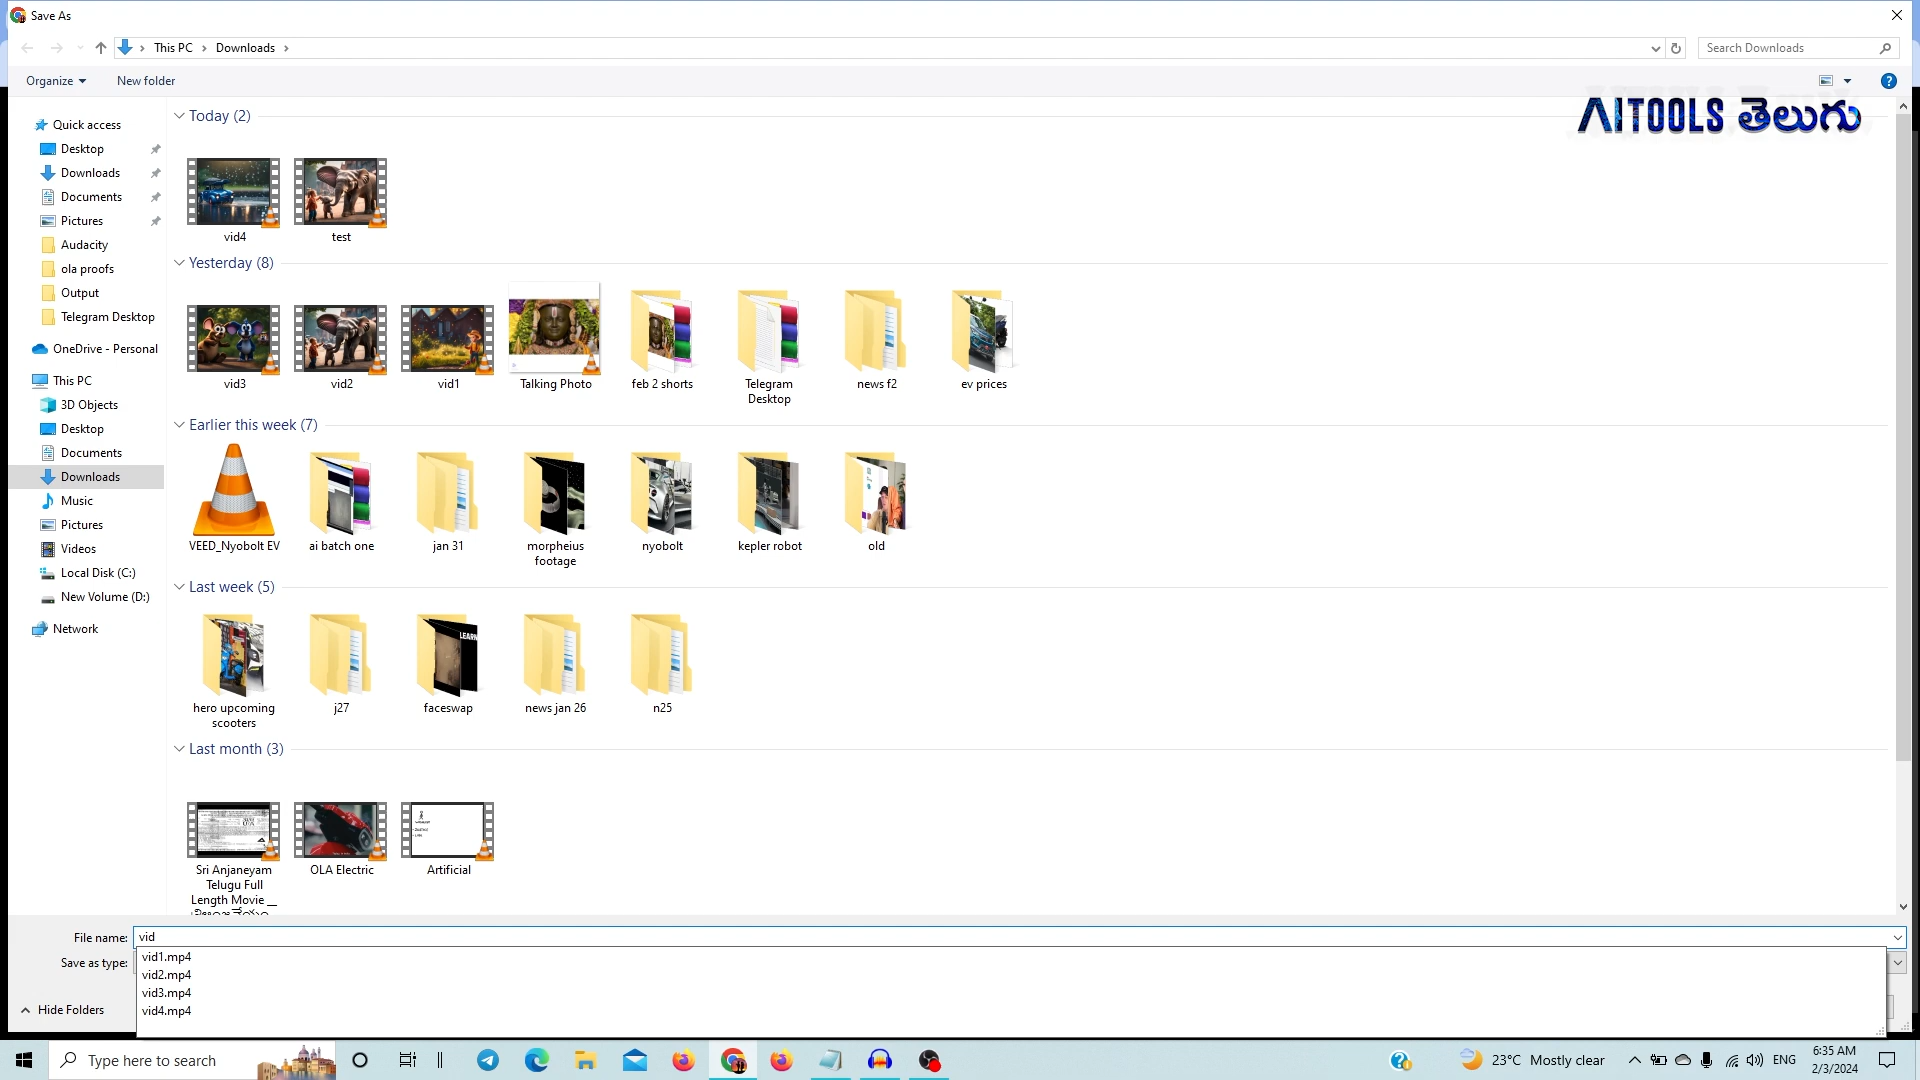 Save As
This PC
Downloads
Search Downloads
Organize
New folder
AITOOLS తెలుగు
Quick access
Desktop
Downloads
Documents
Pictures
Audacity
ola proofs
Output
Telegram Desktop
OneDrive - Personal
This PC
3D Objects
Desktop
Documents
Downloads
Music
Pictures
Videos
Local Disk (C:)
New Volume (D:)
Network
Today (2)
vid4
test
Yesterday (8)
vid3
vid2
vid1
Talking Photo
feb 2 shorts
Telegram
Desktop
news f2
ev prices
Earlier this week (7)
VEED_Nyobolt EV
ai batch one
jan 31
morpheius
footage
nyobolt
kepler robot
old
Last week (5)
hero upcoming
scooters
j27
LEARN
faceswap
news jan 26
n25
Last month (3)
Sri Anjaneyam
Telugu Full
Length Movie __
OLA Electric
Artificial
File name:
vid
Save as type:
vid1.mp4
vid2.mp4
vid3.mp4
vid4.mp4
Hide Folders
Type here to search
23°C Mostly clear
ENG
6:35 AM
2/3/2024